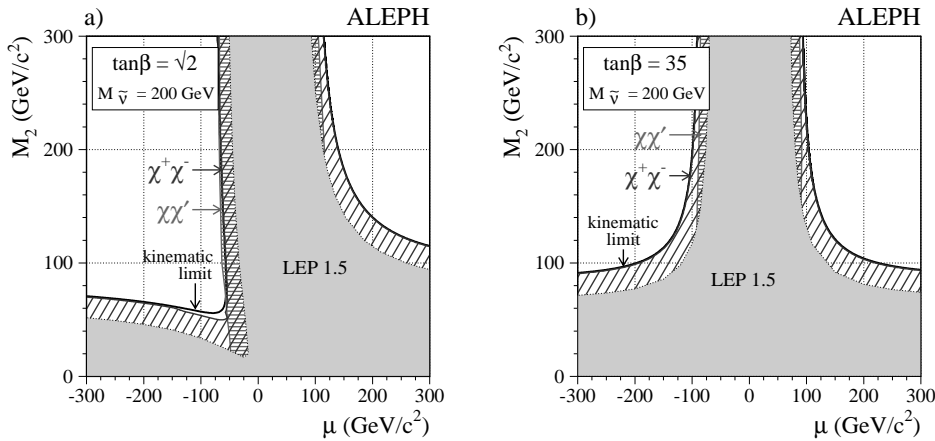 a) ALEPH
M₂ (GeV/c²)
300
200
100
0
tanβ = √2
M ν̃ = 200 GeV
χ⁺χ⁻
χχ′
kinematic
limit
LEP 1.5
-300 -200 -100 0 100 200 300
μ (GeV/c²)
b) ALEPH
M₂ (GeV/c²)
300
200
100
0
tanβ = 35
M ν̃ = 200 GeV
χχ′
χ⁺χ⁻
kinematic
limit
LEP 1.5
-300 -200 -100 0 100 200 300
μ (GeV/c²)